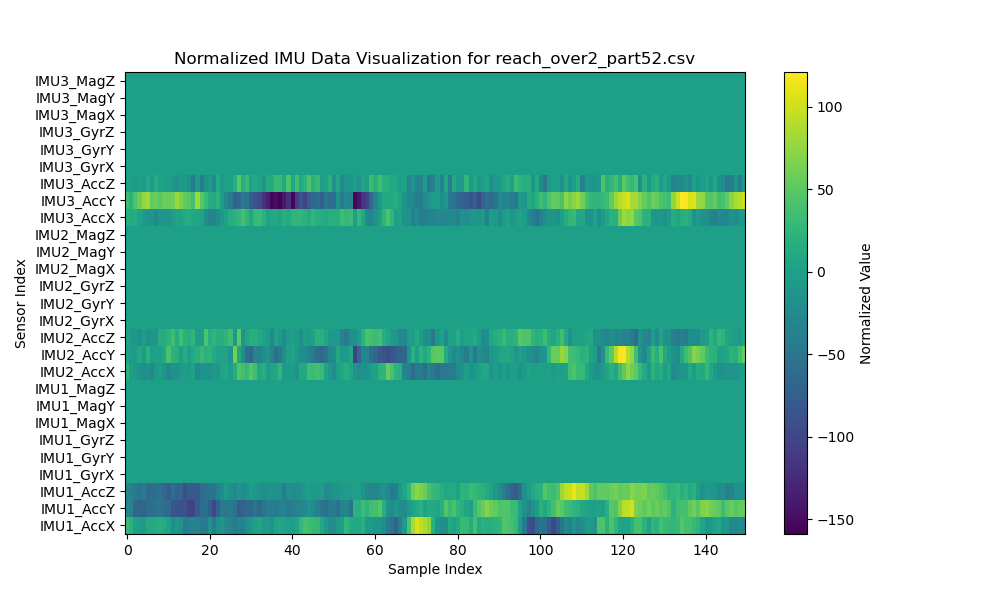 Normalized IMU Data Visualization for reach_over2_part52.csv
Sensor Index
IMU3_MagZ
IMU3_MagY
IMU3_MagX
IMU3_GyrZ
IMU3_GyrY
IMU3_GyrX
IMU3_AccZ
IMU3_AccY
IMU3_AccX
IMU2_MagZ
IMU2_MagY
IMU2_MagX
IMU2_GyrZ
IMU2_GyrY
IMU2_GyrX
IMU2_AccZ
IMU2_AccY
IMU2_AccX
IMU1_MagZ
IMU1_MagY
IMU1_MagX
IMU1_GyrZ
IMU1_GyrY
IMU1_GyrX
IMU1_AccZ
IMU1_AccY
IMU1_AccX
0 20 40 60 80 100 120 140
Sample Index
100
50
0
−50
−100
−150
Normalized Value